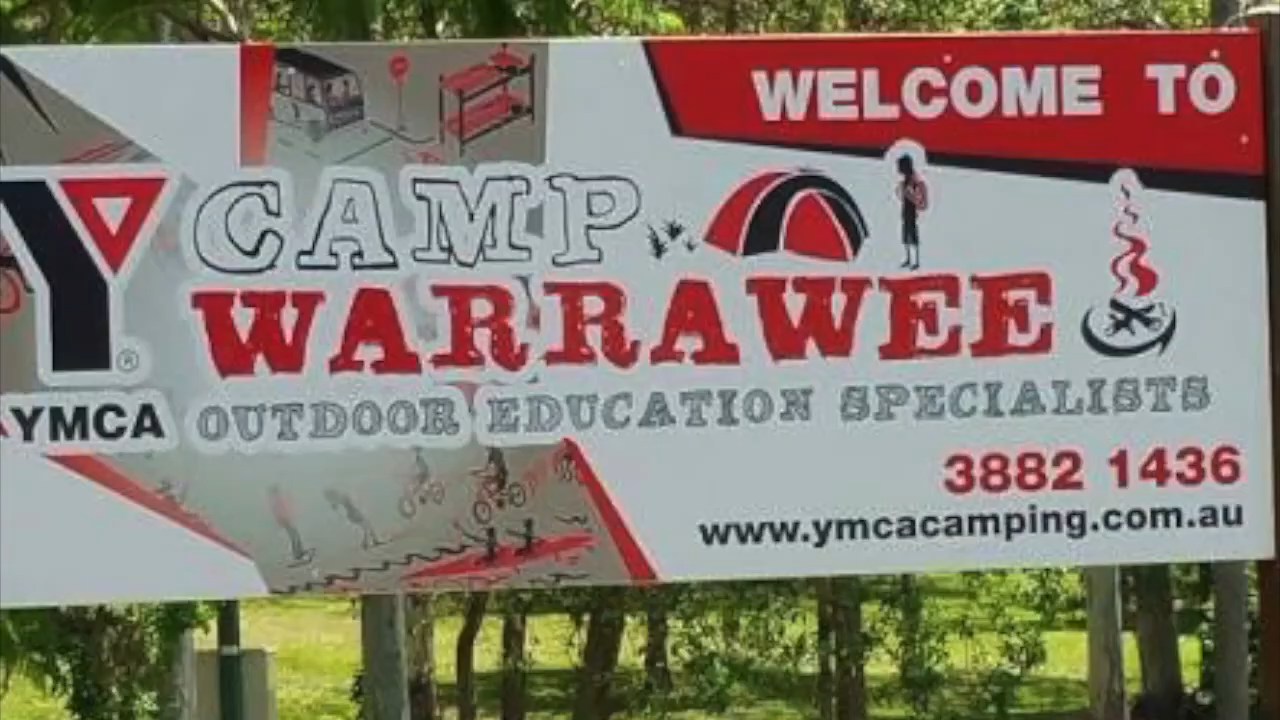 WELCOME TO
Y®
CAMP
WARRAWEE
YMCA OUTDOOR EDUCATION SPECIALISTS
3882 1436
www.ymcacamping.com.au